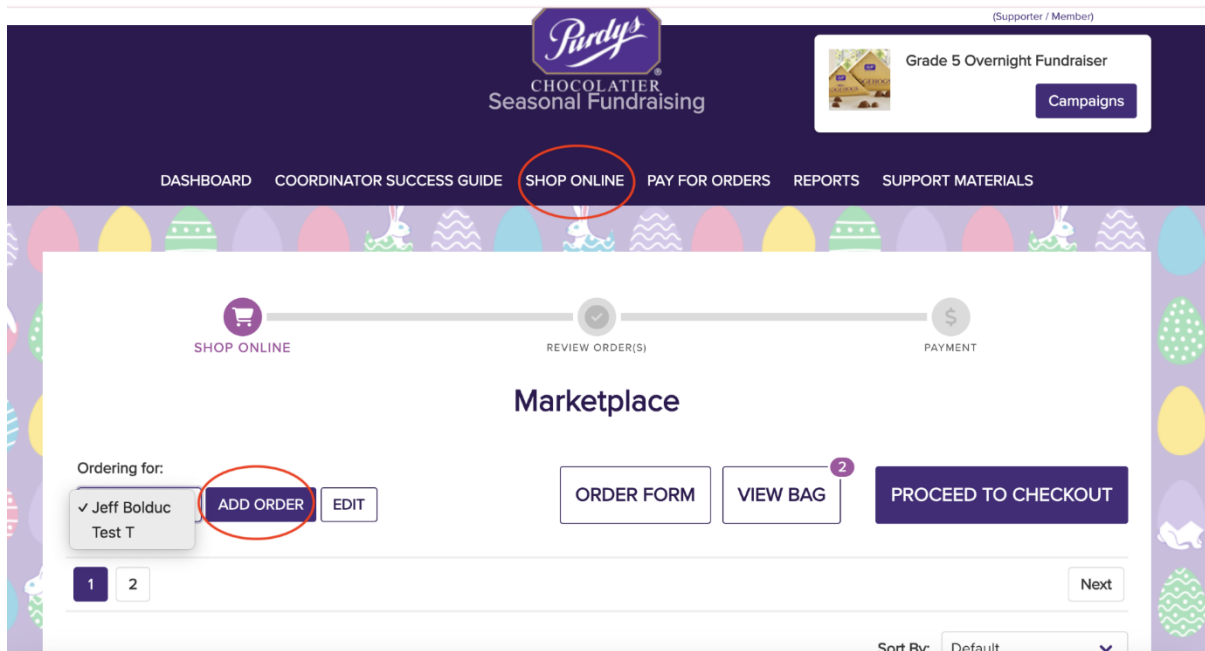 (Supporter / Member)
Purdys
CHOCOLATIER
Seasonal Fundraising
Grade 5 Overnight Fundraiser
Campaigns
DASHBOARD COORDINATOR SUCCESS GUIDE SHOP ONLINE PAY FOR ORDERS REPORTS SUPPORT MATERIALS
SHOP ONLINE REVIEW ORDER(S) PAYMENT
Marketplace
Ordering for:
✓ Jeff Bolduc
Test T
ADD ORDER EDIT
ORDER FORM VIEW BAG 2 PROCEED TO CHECKOUT
1 2 Next
Sort By: Default